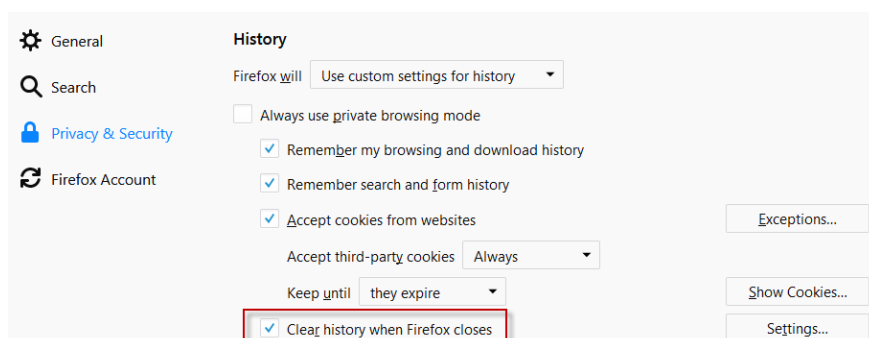 General
Search
Privacy & Security
Firefox Account
History
Firefox will Use custom settings for history
Always use private browsing mode
Remember my browsing and download history
Remember search and form history
Accept cookies from websites Exceptions...
Accept third-party cookies Always
Keep until they expire Show Cookies...
Clear history when Firefox closes Settings...